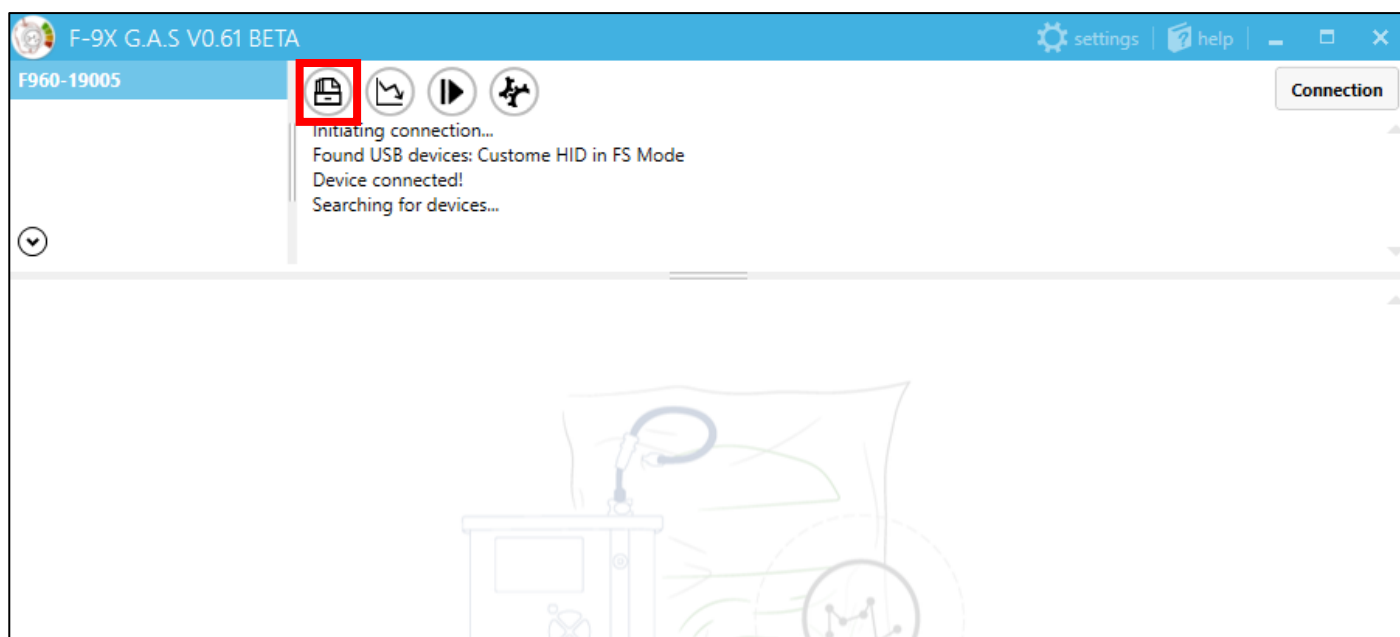 F-9X G.A.S V0.61 BETA
settings
help
F960-19005
Connection
Initiating connection...
Found USB devices: Custome HID in FS Mode
Device connected!
Searching for devices...